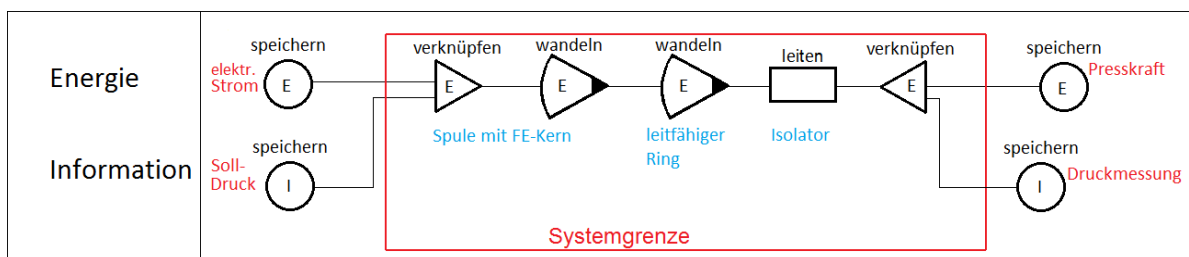 speichern
verknüpfen
wandeln
wandeln
leiten
verknüpfen
speichern
Energie
elektr.
Strom
E
E
E
E
E
E
Presskraft
Spule mit FE-Kern
leitfähiger
Ring
Isolator
speichern
speichern
Information
Soll-
Druck
I
I
Druckmessung
Systemgrenze